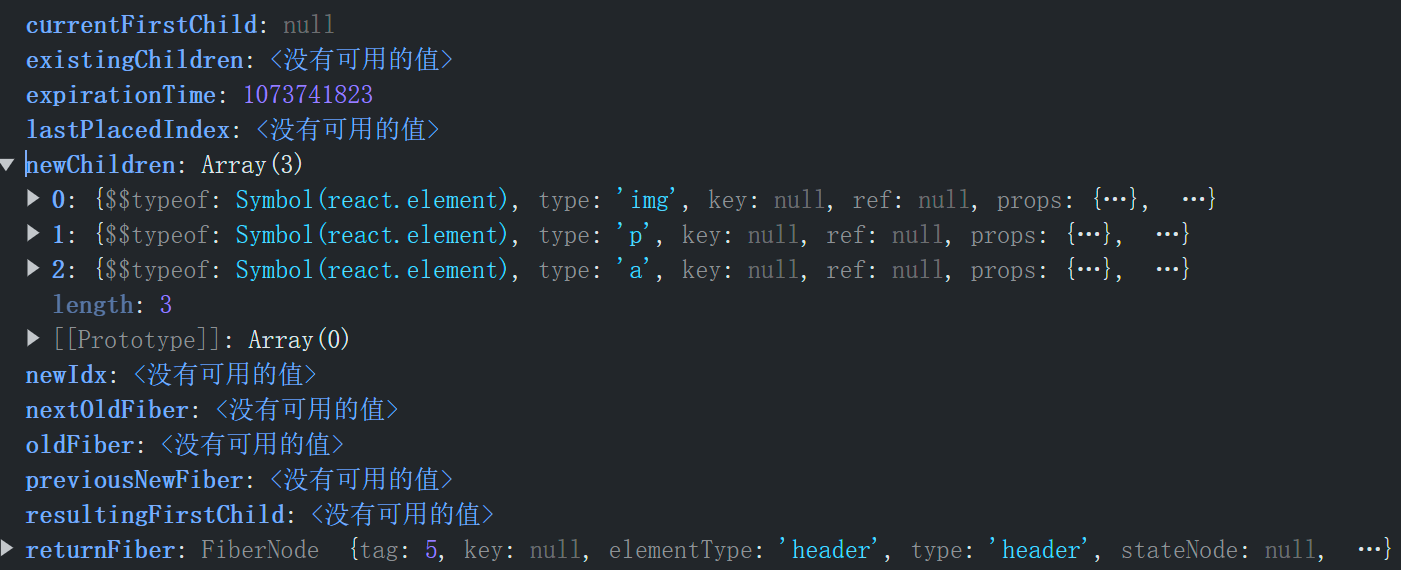 currentFirstChild: null
existingChildren: <没有可用的值>
expirationTime: 1073741823
lastPlacedIndex: <没有可用的值>
newChildren: Array(3)
0: {$$typeof: Symbol(react.element), type: 'img', key: null, ref: null, props: {…}, …}
1: {$$typeof: Symbol(react.element), type: 'p', key: null, ref: null, props: {…}, …}
2: {$$typeof: Symbol(react.element), type: 'a', key: null, ref: null, props: {…}, …}
length: 3
[[Prototype]]: Array(0)
newIdx: <没有可用的值>
nextOldFiber: <没有可用的值>
oldFiber: <没有可用的值>
previousNewFiber: <没有可用的值>
resultingFirstChild: <没有可用的值>
returnFiber: FiberNode {tag: 5, key: null, elementType: 'header', type: 'header', stateNode: null, …}